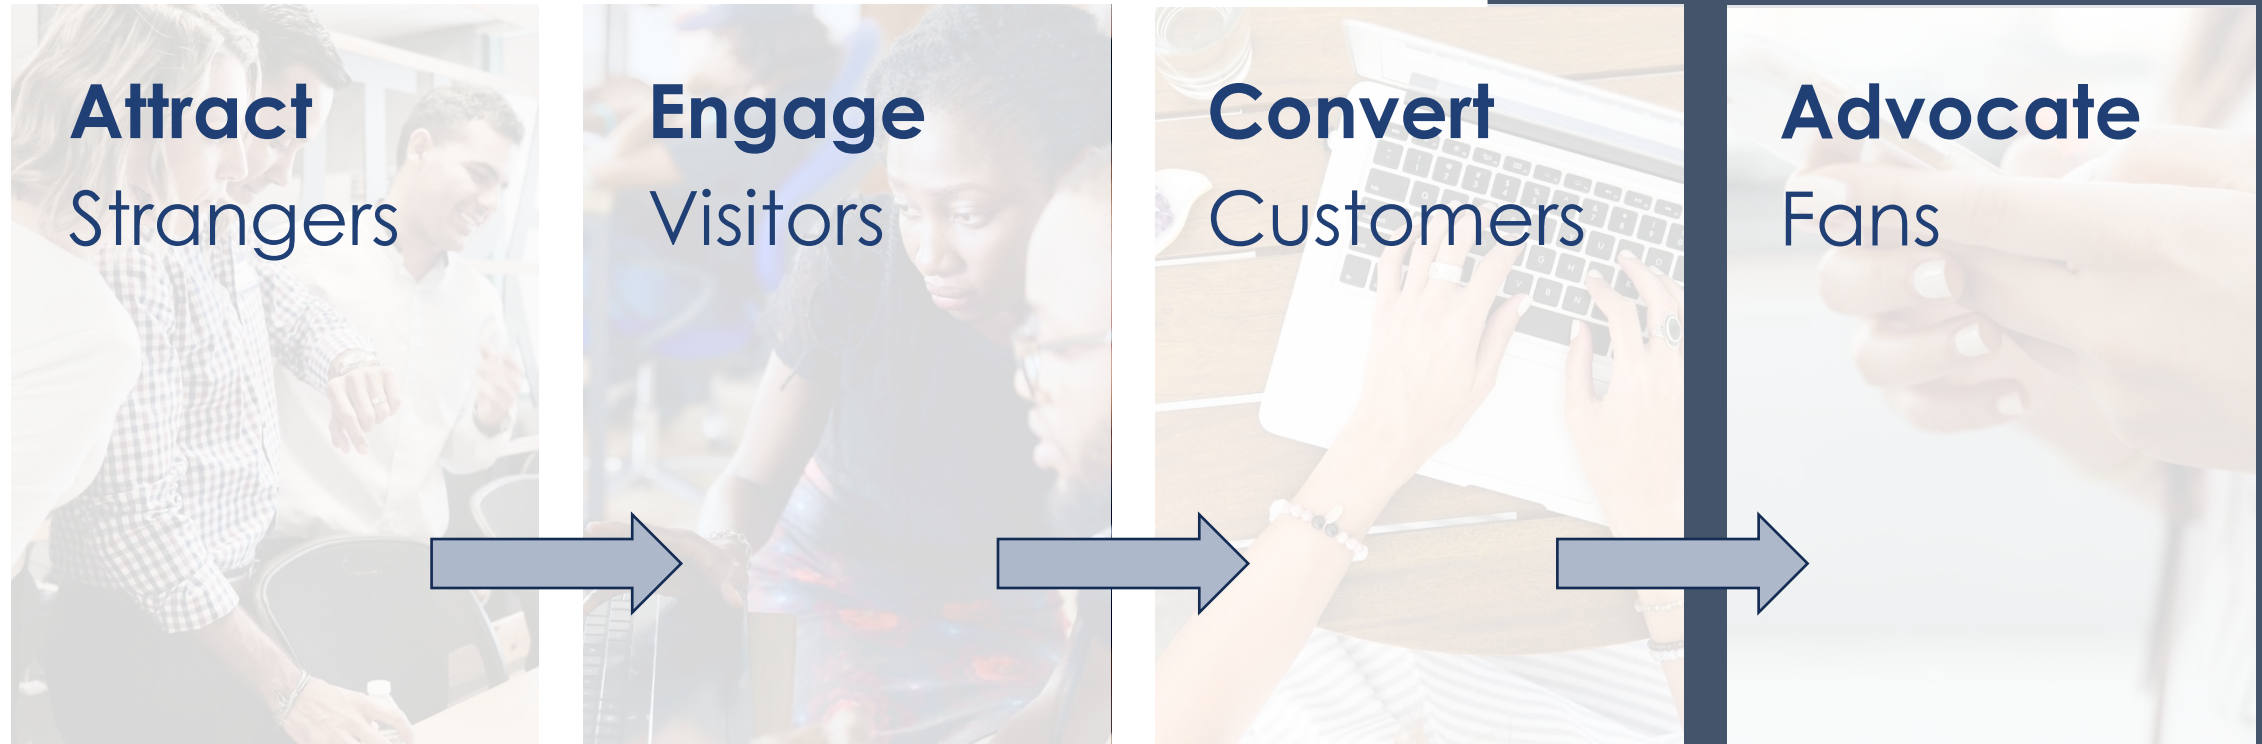 Attract
Strangers
Engage
Visitors
Convert
Customers
Advocate
Fans